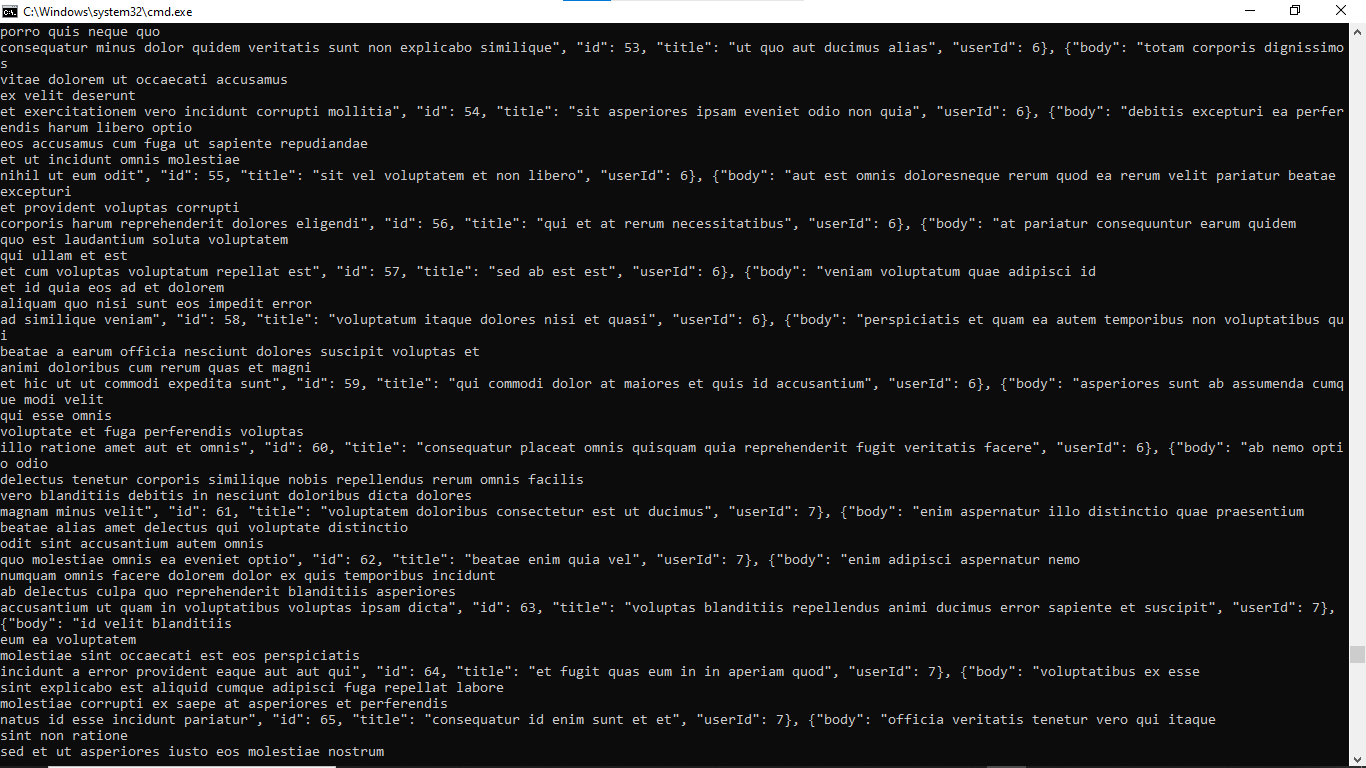 C:\Windows\system32\cmd.exe
porro quis neque quo
consequatur minus dolor quidem veritatis sunt non explicabo similique", "id": 53, "title": "ut quo aut ducimus alias", "userId": 6}, {"body": "totam corporis dignissimo
s
vitae dolorem ut occaecati accusamus
ex velit deserunt
et exercitationem vero incidunt corrupti mollitia", "id": 54, "title": "sit asperiores ipsam eveniet odio non quia", "userId": 6}, {"body": "debitis excepturi ea perfer
endis harum libero optio
eos accusamus cum fuga ut sapiente repudiandae
et ut incidunt omnis molestiae
nihil ut eum odit", "id": 55, "title": "sit vel voluptatem et non libero", "userId": 6}, {"body": "aut est omnis doloresneque rerum quod ea rerum velit pariatur beatae
excepturi
et provident voluptas corrupti
corporis harum reprehenderit dolores eligendi", "id": 56, "title": "qui et at rerum necessitatibus", "userId": 6}, {"body": "at pariatur consequuntur earum quidem
quo est laudantium soluta voluptatem
qui ullam et est
et cum voluptas voluptatum repellat est", "id": 57, "title": "sed ab est est", "userId": 6}, {"body": "veniam voluptatum quae adipisci id
et id quia eos ad et dolorem
aliquam quo nisi sunt eos impedit error
ad similique veniam", "id": 58, "title": "voluptatum itaque dolores nisi et quasi", "userId": 6}, {"body": "perspiciatis et quam ea autem temporibus non voluptatibus qu
i
beatae a earum officia nesciunt dolores suscipit voluptas et
animi doloribus cum rerum quas et magni
et hic ut ut commodi expedita sunt", "id": 59, "title": "qui commodi dolor at maiores et quis id accusantium", "userId": 6}, {"body": "asperiores sunt ab assumenda cumq
ue modi velit
qui esse omnis
voluptate et fuga perferendis voluptas
illo ratione amet aut et omnis", "id": 60, "title": "consequatur placeat omnis quisquam quia reprehenderit fugit veritatis facere", "userId": 6}, {"body": "ab nemo opti
o odio
delectus tenetur corporis similique nobis repellendus rerum omnis facilis
vero blanditiis debitis in nesciunt doloribus dicta dolores
magnam minus velit", "id": 61, "title": "voluptatem doloribus consectetur est ut ducimus", "userId": 7}, {"body": "enim aspernatur illo distinctio quae praesentium
beatae alias amet delectus qui voluptate distinctio
odit sint accusantium autem omnis
quo molestiae omnis ea eveniet optio", "id": 62, "title": "beatae enim quia vel", "userId": 7}, {"body": "enim adipisci aspernatur nemo
numquam omnis facere dolorem dolor ex quis temporibus incidunt
ab delectus culpa quo reprehenderit blanditiis asperiores
accusantium ut quam in voluptatibus voluptas ipsam dicta", "id": 63, "title": "voluptas blanditiis repellendus animi ducimus error sapiente et suscipit", "userId": 7},
{"body": "id velit blanditiis
eum ea voluptatem
molestiae sint occaecati est eos perspiciatis
incidunt a error provident eaque aut aut qui", "id": 64, "title": "et fugit quas eum in in aperiam quod", "userId": 7}, {"body": "voluptatibus ex esse
sint explicabo est aliquid cumque adipisci fuga repellat labore
molestiae corrupti ex saepe at asperiores et perferendis
natus id esse incidunt pariatur", "id": 65, "title": "consequatur id enim sunt et et", "userId": 7}, {"body": "officia veritatis tenetur vero qui itaque
sint non ratione
sed et ut asperiores iusto eos molestiae nostrum